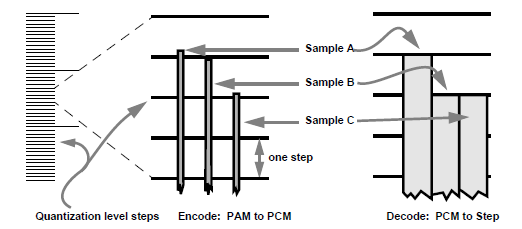 Sample A
Sample B
Sample C
one step
Quantization level steps
Encode: PAM to PCM
Decode: PCM to Step